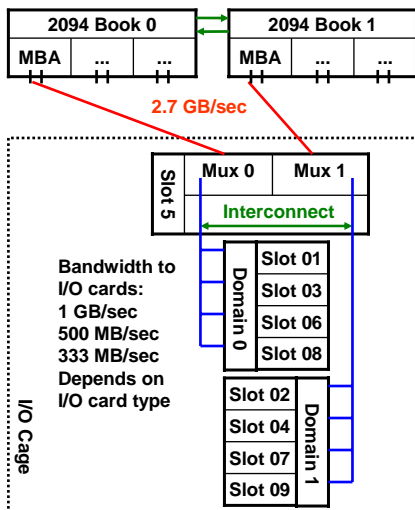 2094 Book 0
2094 Book 1
MBA ... ...
MBA ... ...
2.7 GB/sec
Slot 5
Mux 0
Mux 1
Interconnect
Bandwidth to
I/O cards:
1 GB/sec
500 MB/sec
333 MB/sec
Depends on
I/O card type
Domain 0
Slot 01
Slot 03
Slot 06
Slot 08
Slot 02
Slot 04
Slot 07
Slot 09
Domain 1
I/O Cage